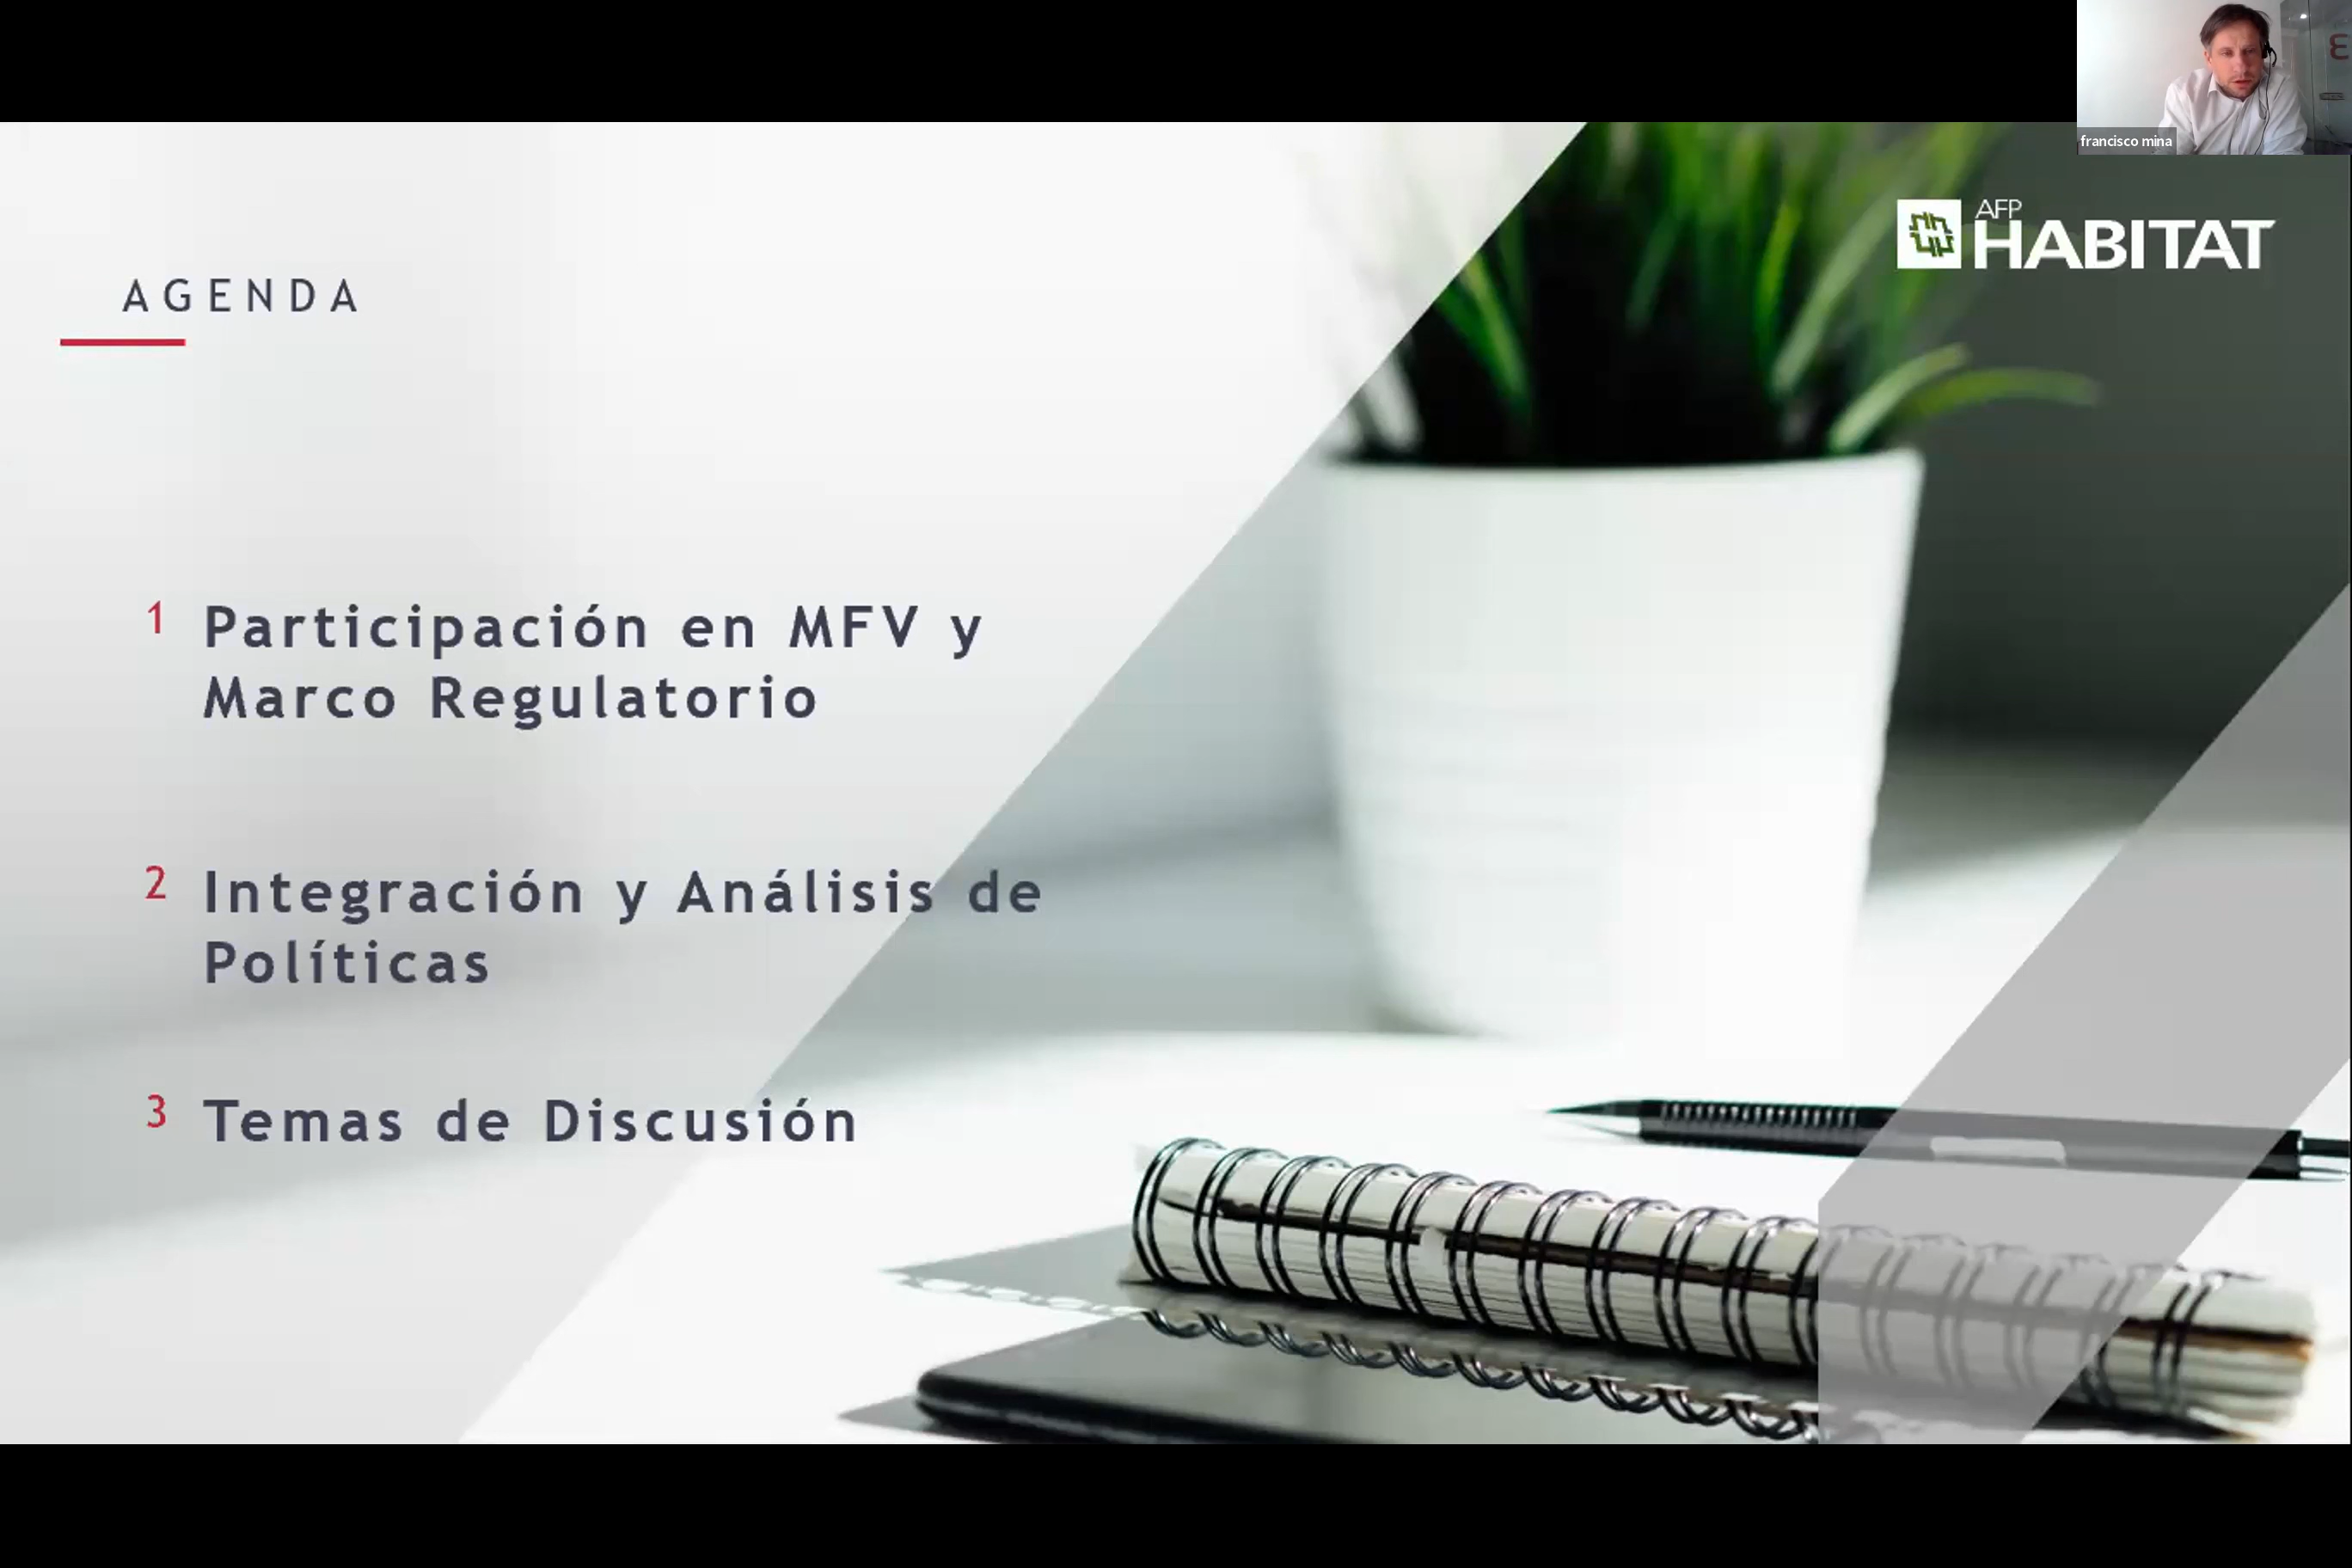 francisco mina
AFP
HABITAT
AGENDA
1 Participación en MFV y
Marco Regulatorio
2 Integración y Análisis de
Políticas
3 Temas de Discusión